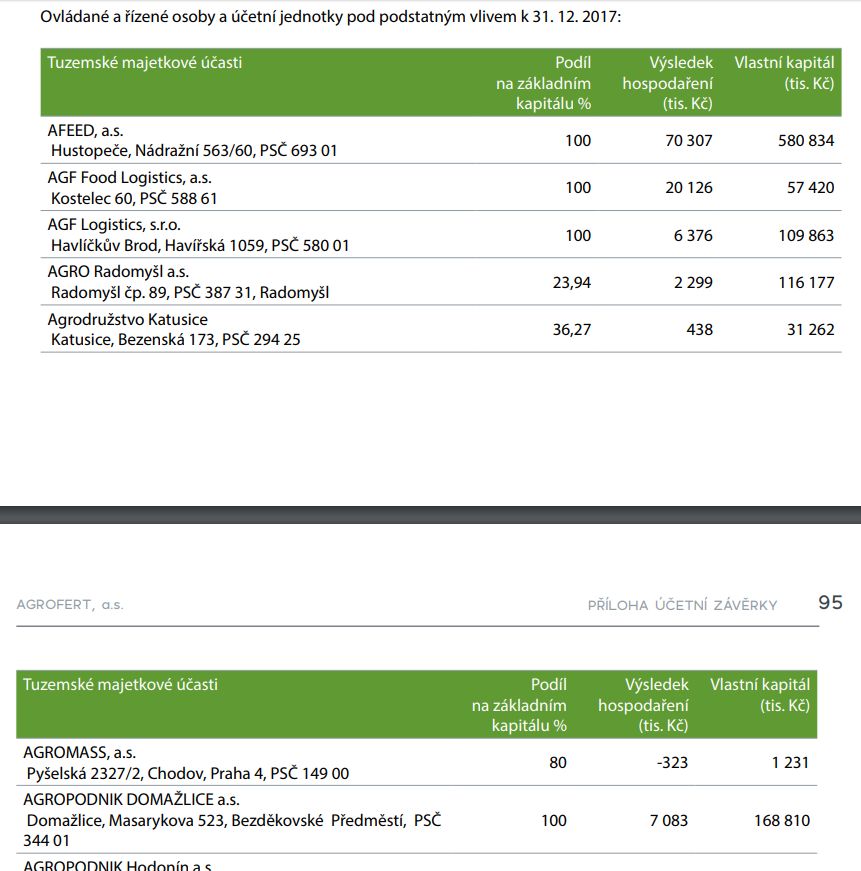 Ovládané a řízené osoby a účetní jednotky pod podstatným vlivem k 31. 12. 2017:
Tuzemské majetkové účasti Podíl Výsledek Vlastní kapitál
na základním hospodaření (tis. Kč)
kapitálu % (tis. Kč)
AFEED, a.s.
Hustopeče, Nádražní 563/60, PSČ 693 01 100 70 307 580 834
AGF Food Logistics, a.s.
Kostelec 60, PSČ 588 61 100 20 126 57 420
AGF Logistics, s.r.o.
Havlíčkův Brod, Havířská 1059, PSČ 580 01 100 6 376 109 863
AGRO Radomyšl a.s.
Radomyšl čp. 89, PSČ 387 31, Radomyšl 23,94 2 299 116 177
Agrodružstvo Katusice
Katusice, Bezenská 173, PSČ 294 25 36,27 438 31 262
AGROFERT, a.s. PŘÍLOHA ÚČETNÍ ZÁVĚRKY 95
Tuzemské majetkové účasti Podíl Výsledek Vlastní kapitál
na základním hospodaření (tis. Kč)
kapitálu % (tis. Kč)
AGROMASS, a.s.
Pyšelská 2327/2, Chodov, Praha 4, PSČ 149 00 80 -323 1 231
AGROPODNIK DOMAŽLICE a.s.
Domažlice, Masarykova 523, Bezděkovské Předměstí, PSČ 100 7 083 168 810
344 01
AGROPODNIK Hodonín a.s.